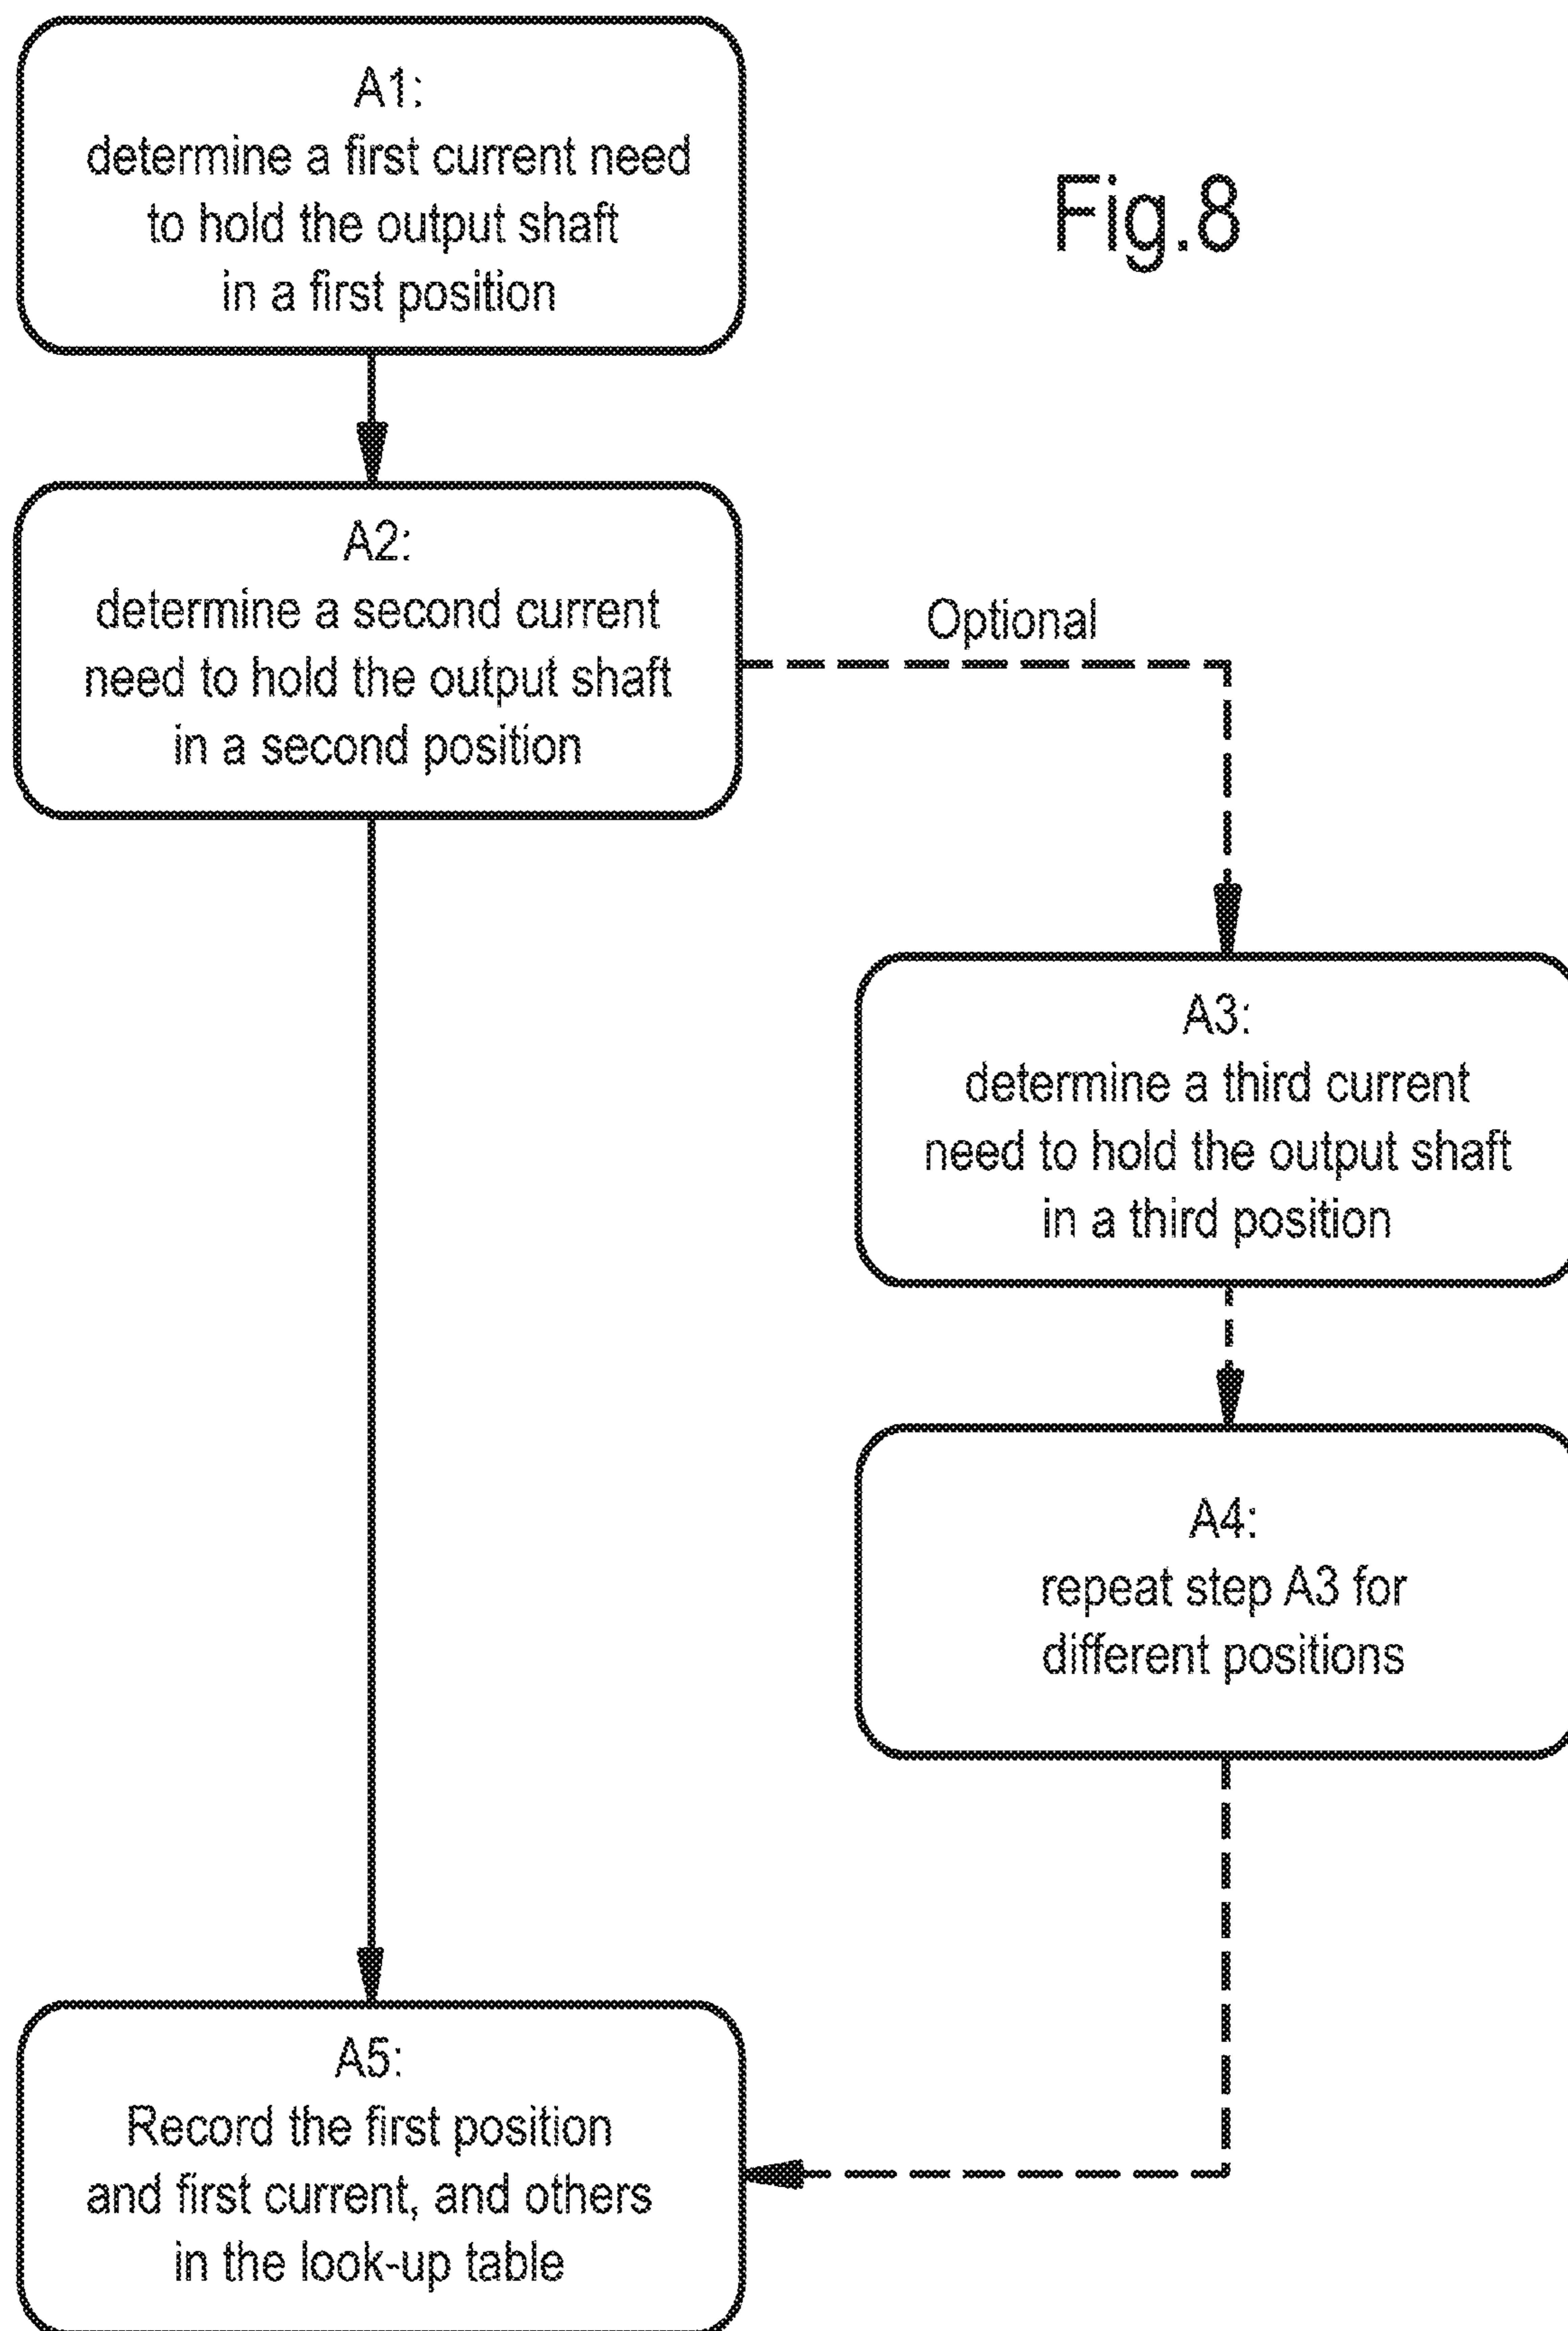 A1:
determine a first current need
to hold the output shaft
in a first position
Fig.8
A2:
determine a second current
need to hold the output shaft
in a second position
Optional
A3:
determine a third current
need to hold the output shaft
in a third position
A4:
repeat step A3 for
different positions
A5:
Record the first position
and first current, and others
in the look-up table